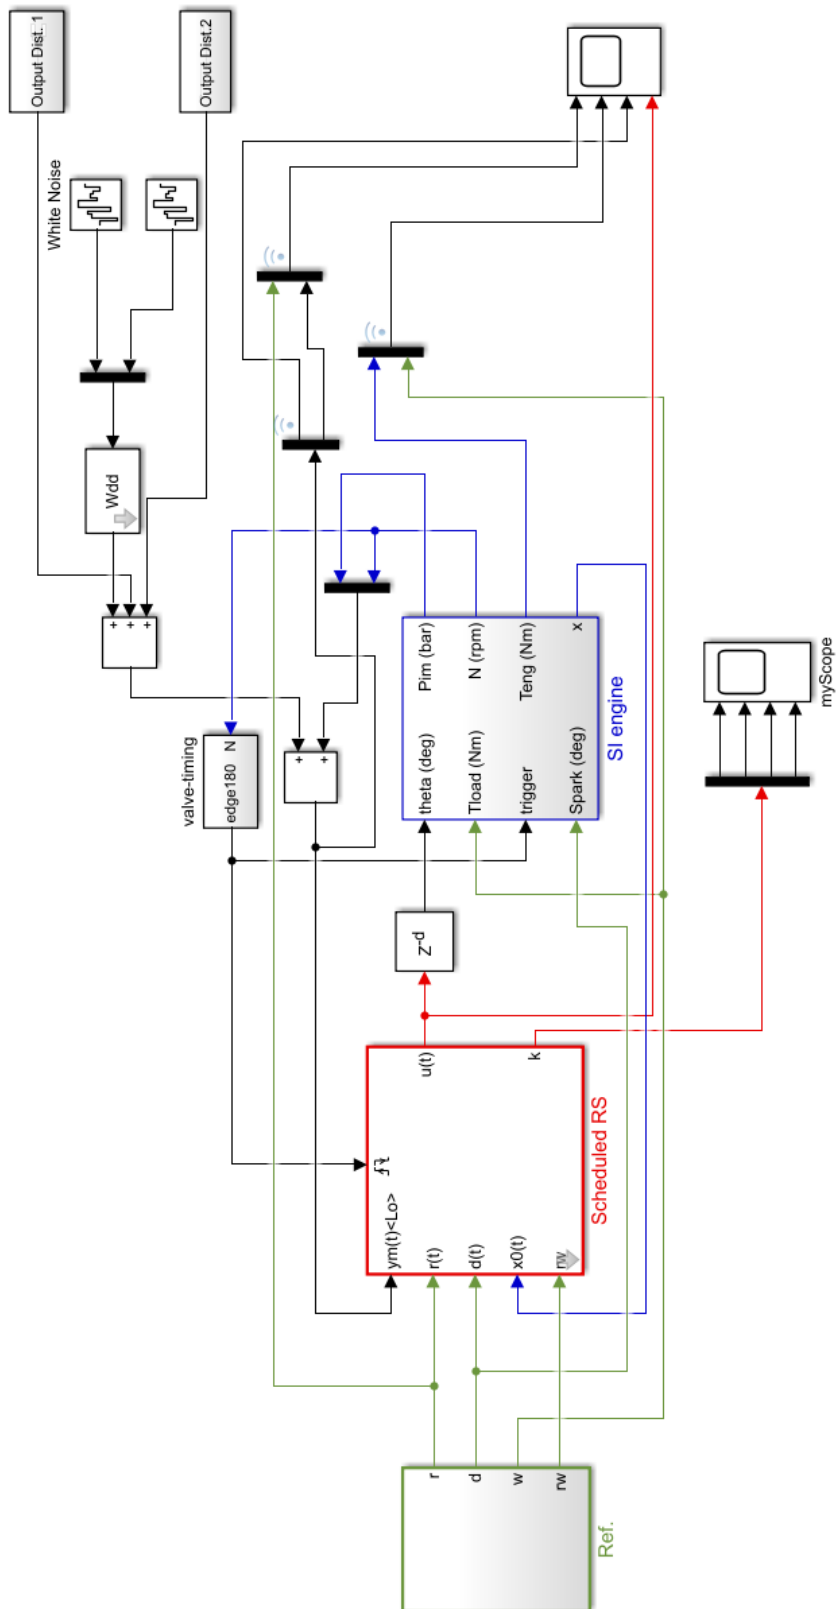 Output Dist. 1
Output Dist.2
White Noise
Wdd
+
+
+
valve-timing
edge180
N
+
+
Pim (bar)
N (rpm)
Teng (Nm)
x
theta (deg)
Tload (Nm)
trigger
Spark (deg)
SI engine
myScope
Z-d
u(t)
k
ym(t)<Lo>
r(t)
d(t)
x0(t)
rw
Scheduled RS
r
d
w
rw
Ref.